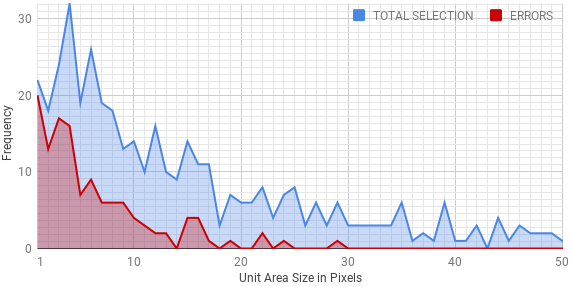 TOTAL SELECTION ERRORS
30
20
10
0
Frequency
1 10 20 30 40 50
Unit Area Size in Pixels